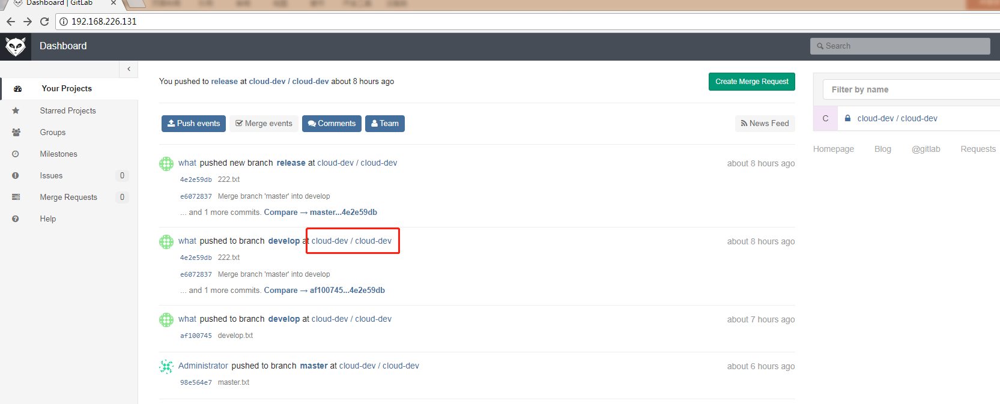 Dashboard | GitLab
192.168.226.131
Dashboard
Search
Your Projects
Starred Projects
Groups
Milestones
Issues 0
Merge Requests 0
Help
You pushed to release at cloud-dev / cloud-dev about 8 hours ago
Create Merge Request
Push events Merge events Comments Team
News Feed
what pushed new branch release at cloud-dev / cloud-dev
about 8 hours ago
4e2e59db 222.txt
e6072837 Merge branch 'master' into develop
... and 1 more commits. Compare → master...4e2e59db
what pushed to branch develop at cloud-dev / cloud-dev
about 8 hours ago
4e2e59db 222.txt
e6072837 Merge branch 'master' into develop
... and 1 more commits. Compare → af100745...4e2e59db
what pushed to branch develop at cloud-dev / cloud-dev
about 7 hours ago
af100745 develop.txt
Administrator pushed to branch master at cloud-dev / cloud-dev
about 6 hours ago
98e564e7 master.txt
Filter by name
C cloud-dev / cloud-dev
Homepage Blog @gitlab Requests